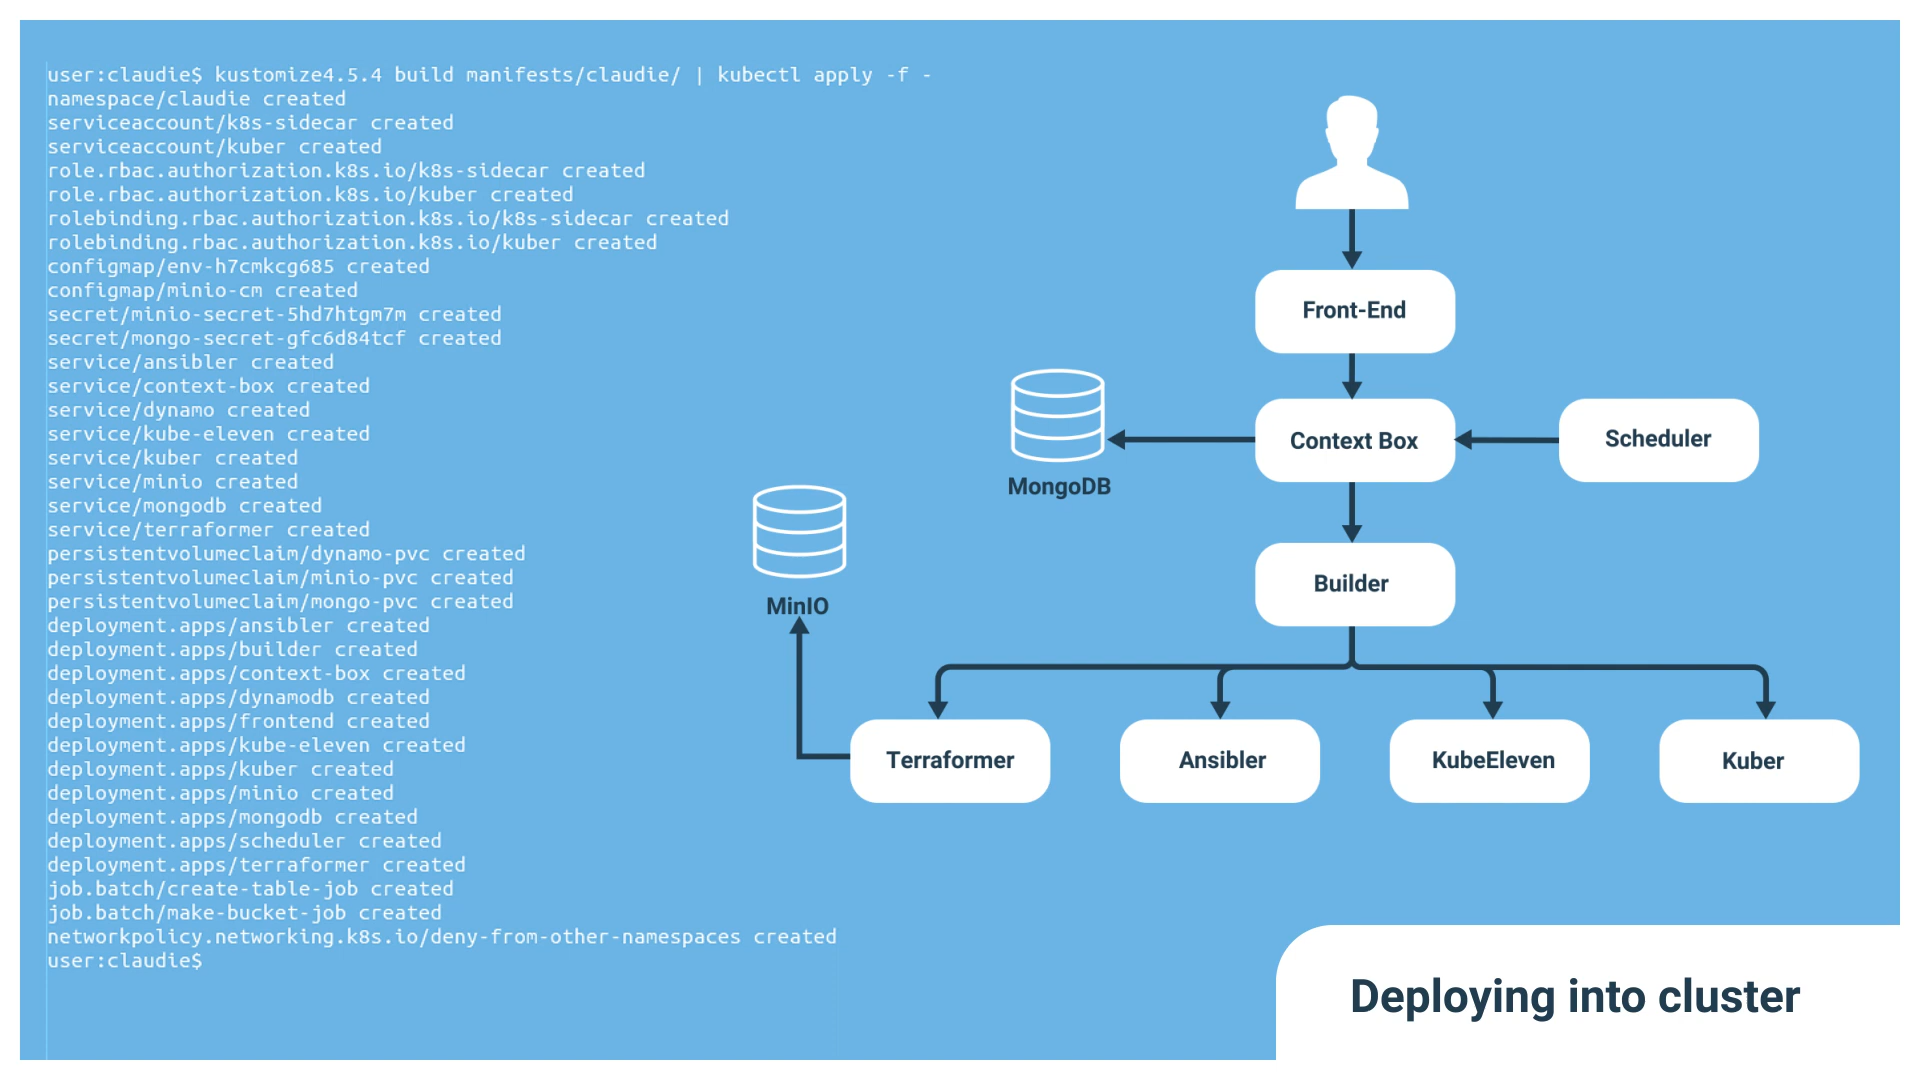 user:claudie$ kustomize4.5.4 build manifests/claudie/ | kubectl apply -f -
namespace/claudie created
serviceaccount/k8s-sidecar created
serviceaccount/kuber created
role.rbac.authorization.k8s.io/k8s-sidecar created
role.rbac.authorization.k8s.io/kuber created
rolebinding.rbac.authorization.k8s.io/k8s-sidecar created
rolebinding.rbac.authorization.k8s.io/kuber created
configmap/env-h7cmkcg685 created
configmap/minio-cm created
secret/minio-secret-5hd7htgm7m created
secret/mongo-secret-gfc6d84tcf created
service/ansibler created
service/context-box created
service/dynamo created
service/kube-eleven created
service/kuber created
service/minio created
service/mongodb created
service/terraformer created
persistentvolumeclaim/dynamo-pvc created
persistentvolumeclaim/minio-pvc created
persistentvolumeclaim/mongo-pvc created
deployment.apps/ansibler created
deployment.apps/builder created
deployment.apps/context-box created
deployment.apps/dynamodb created
deployment.apps/frontend created
deployment.apps/kube-eleven created
deployment.apps/kuber created
deployment.apps/minio created
deployment.apps/mongodb created
deployment.apps/scheduler created
deployment.apps/terraformer created
job.batch/create-table-job created
job.batch/make-bucket-job created
networkpolicy.networking.k8s.io/deny-from-other-namespaces created
user:claudie$
Front-End
Context Box
Scheduler
MongoDB
Builder
MinIO
Terraformer
Ansibler
KubeEleven
Kuber
Deploying into cluster